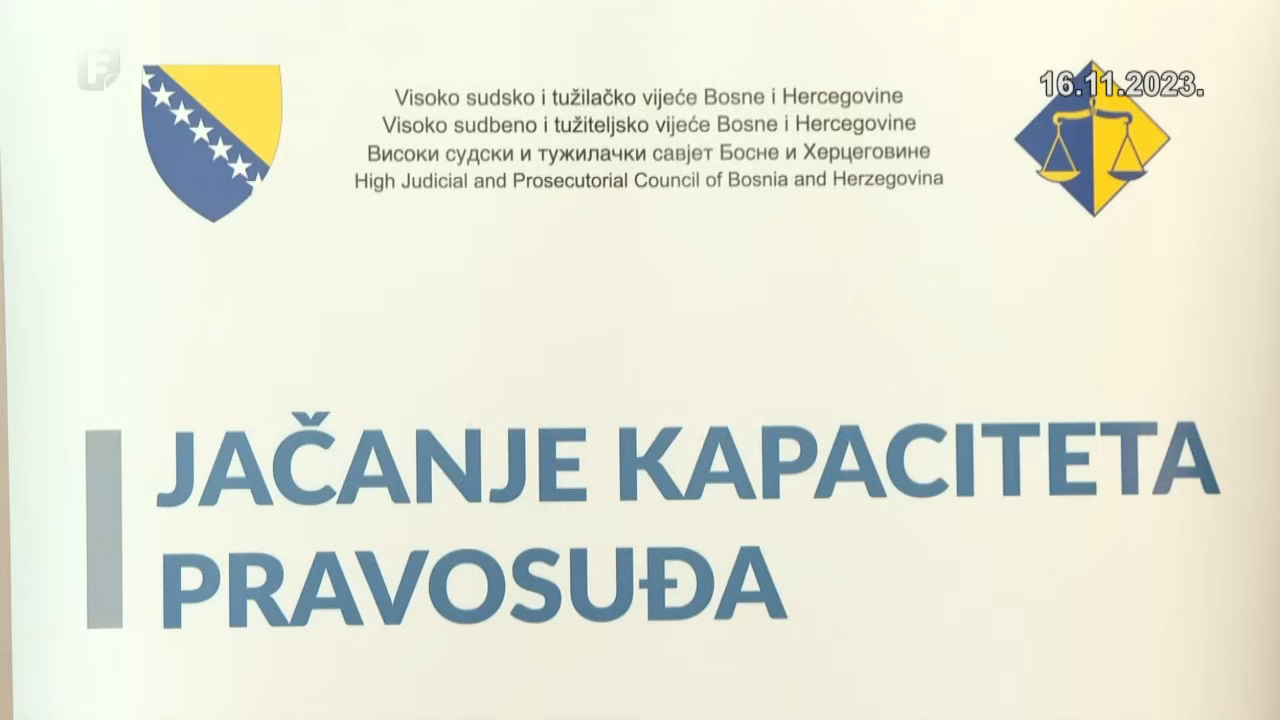 F
16.11.2023.
Visoko sudsko i tužilačko vijeće Bosne i Hercegovine
Visoko sudbeno i tužiteljsko vijeće Bosne i Hercegovine
Високи судски и тужилачки савјет Босне и Херцеговине
High Judicial and Prosecutorial Council of Bosnia and Herzegovina
JAČANJE KAPACITETA
PRAVOSUĐA